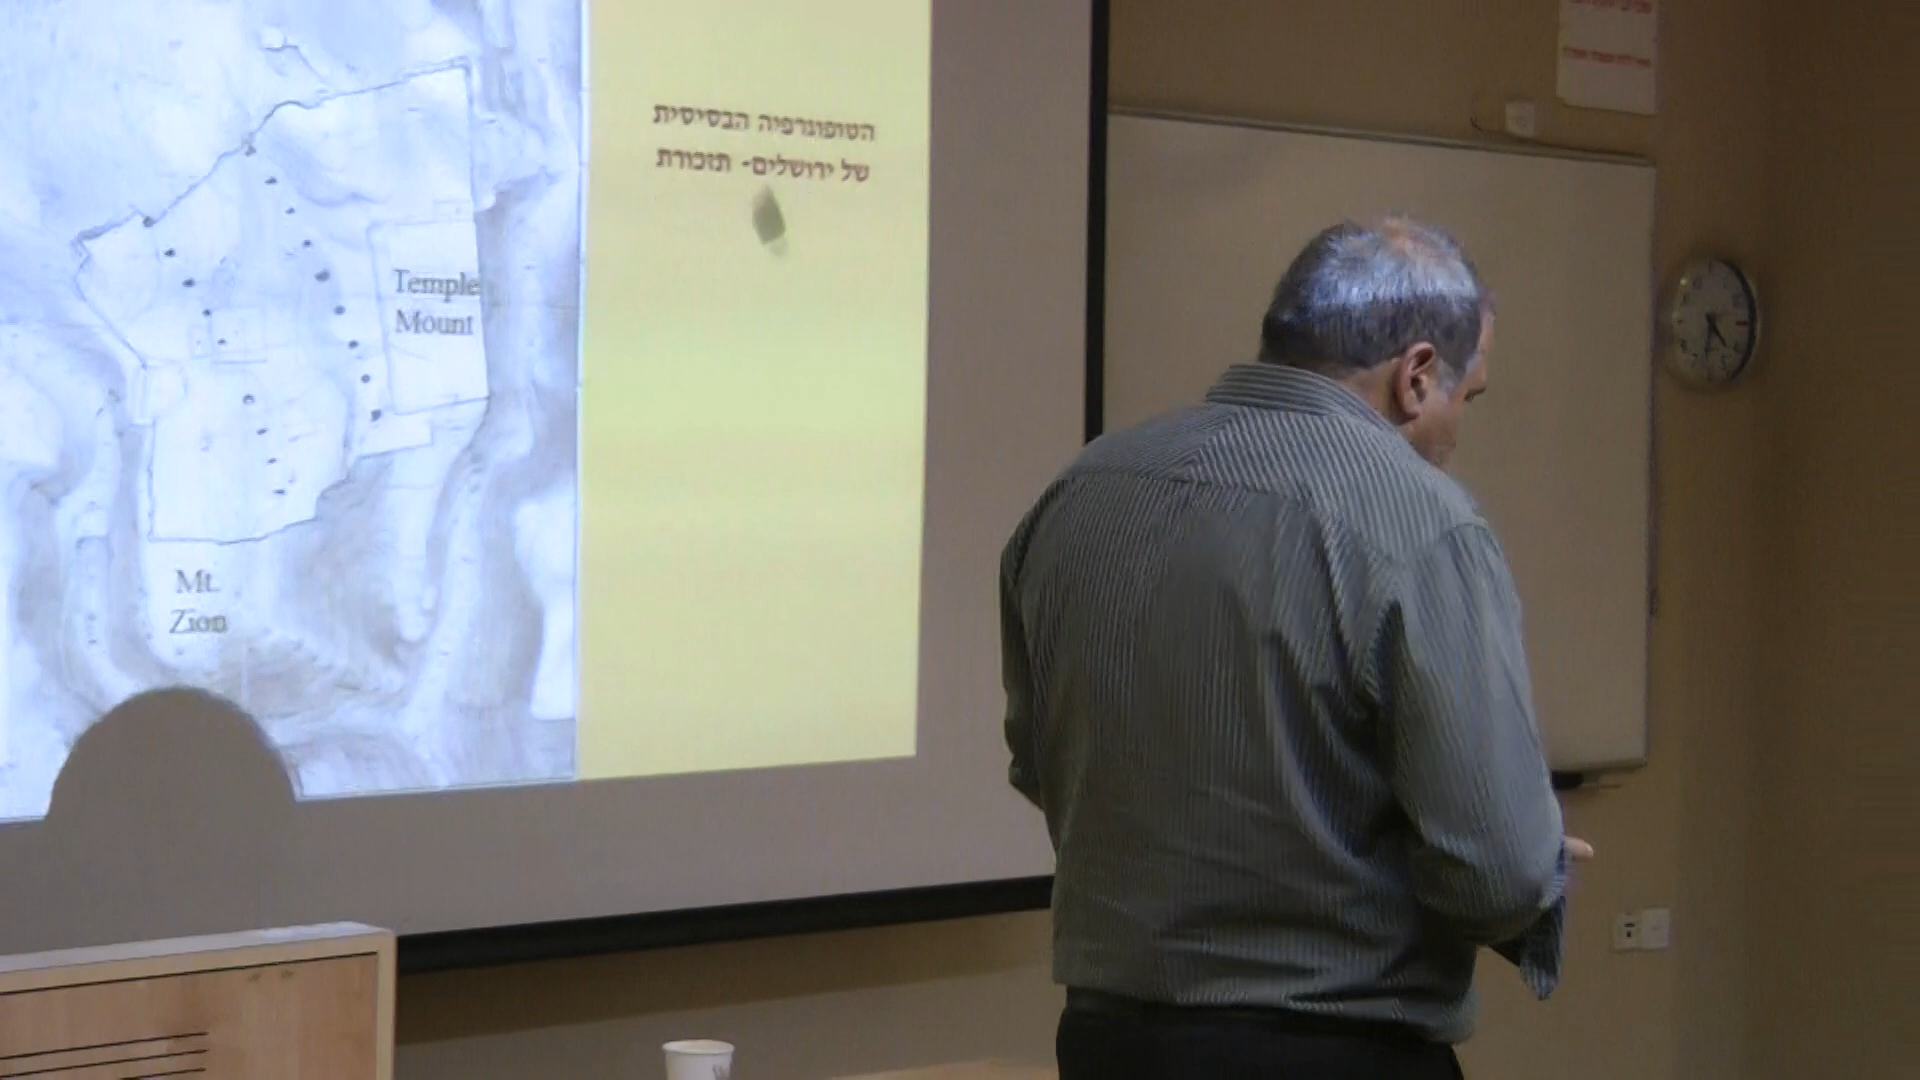 הטופוגרפיה הבסיסית
של ירושלים- תזכורת
Temple
Mount
Mt.
Zion